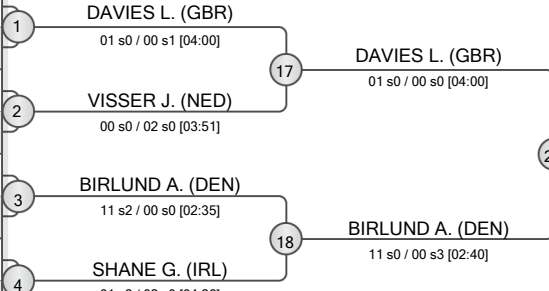 DAVIES L. (GBR)
1
01 s0 / 00 s1 [04:00]
DAVIES L. (GBR)
17
01 s0 / 00 s0 [04:00]
VISSER J. (NED)
2
00 s0 / 02 s0 [03:51]
BIRLUND A. (DEN)
3
11 s2 / 00 s0 [02:35]
BIRLUND A. (DEN)
18
11 s0 / 00 s3 [02:40]
SHANE G. (IRL)
4